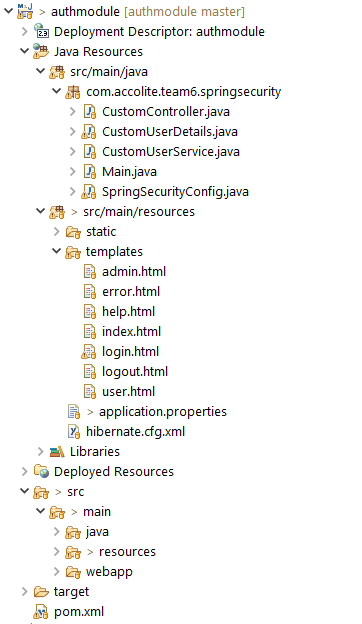 > authmodule [authmodule master]
Deployment Descriptor: authmodule
Java Resources
src/main/java
com.accolite.team6.springsecurity
CustomController.java
CustomUserDetails.java
CustomUserService.java
Main.java
SpringSecurityConfig.java
> src/main/resources
static
templates
admin.html
error.html
help.html
index.html
login.html
logout.html
user.html
> application.properties
hibernate.cfg.xml
Libraries
Deployed Resources
> src
> main
java
> resources
webapp
target
pom.xml